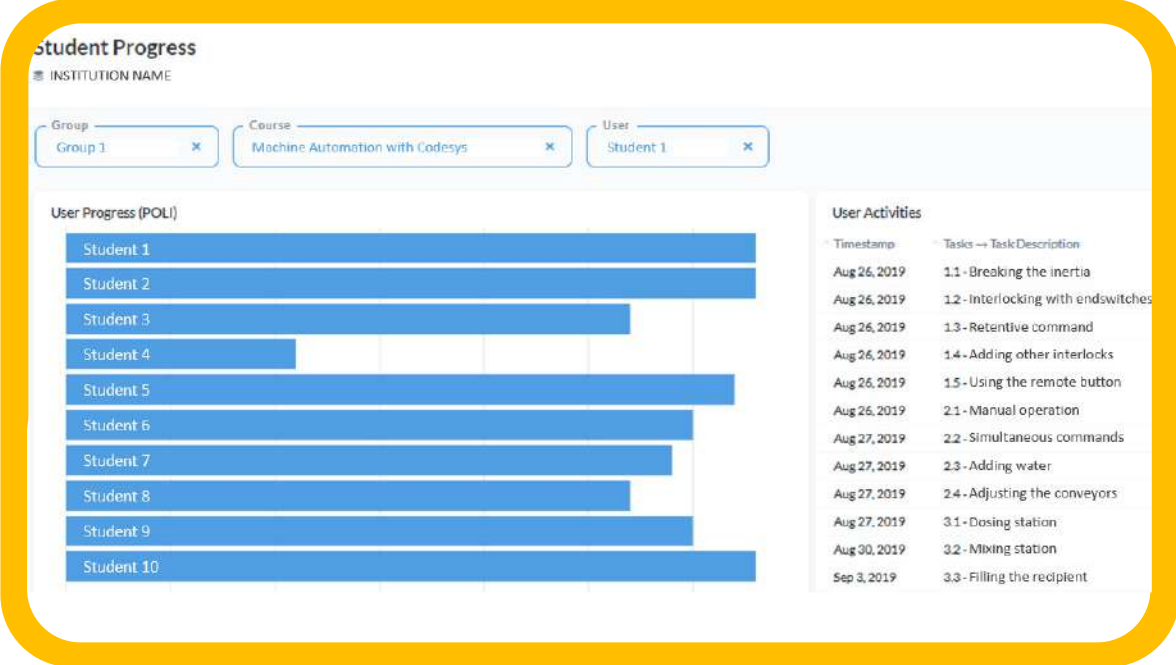 Student Progress
INSTITUTION NAME
Group
Group 1 ×
Course
Machine Automation with Codesys ×
User
Student 1 ×
User Progress (POLI)
Student 1
Student 2
Student 3
Student 4
Student 5
Student 6
Student 7
Student 8
Student 9
Student 10
User Activities
Timestamp Tasks → Task Description
Aug 26, 2019 1.1 - Breaking the inertia
Aug 26, 2019 1.2 - Interlocking with endswitches
Aug 26, 2019 1.3 - Retentive command
Aug 26, 2019 1.4 - Adding other interlocks
Aug 26, 2019 1.5 - Using the remote button
Aug 26, 2019 2.1 - Manual operation
Aug 27, 2019 2.2 - Simultaneous commands
Aug 27, 2019 2.3 - Adding water
Aug 27, 2019 2.4 - Adjusting the conveyors
Aug 27, 2019 3.1 - Dosing station
Aug 30, 2019 3.2 - Mixing station
Sep 3, 2019 3.3 - Filling the recipient